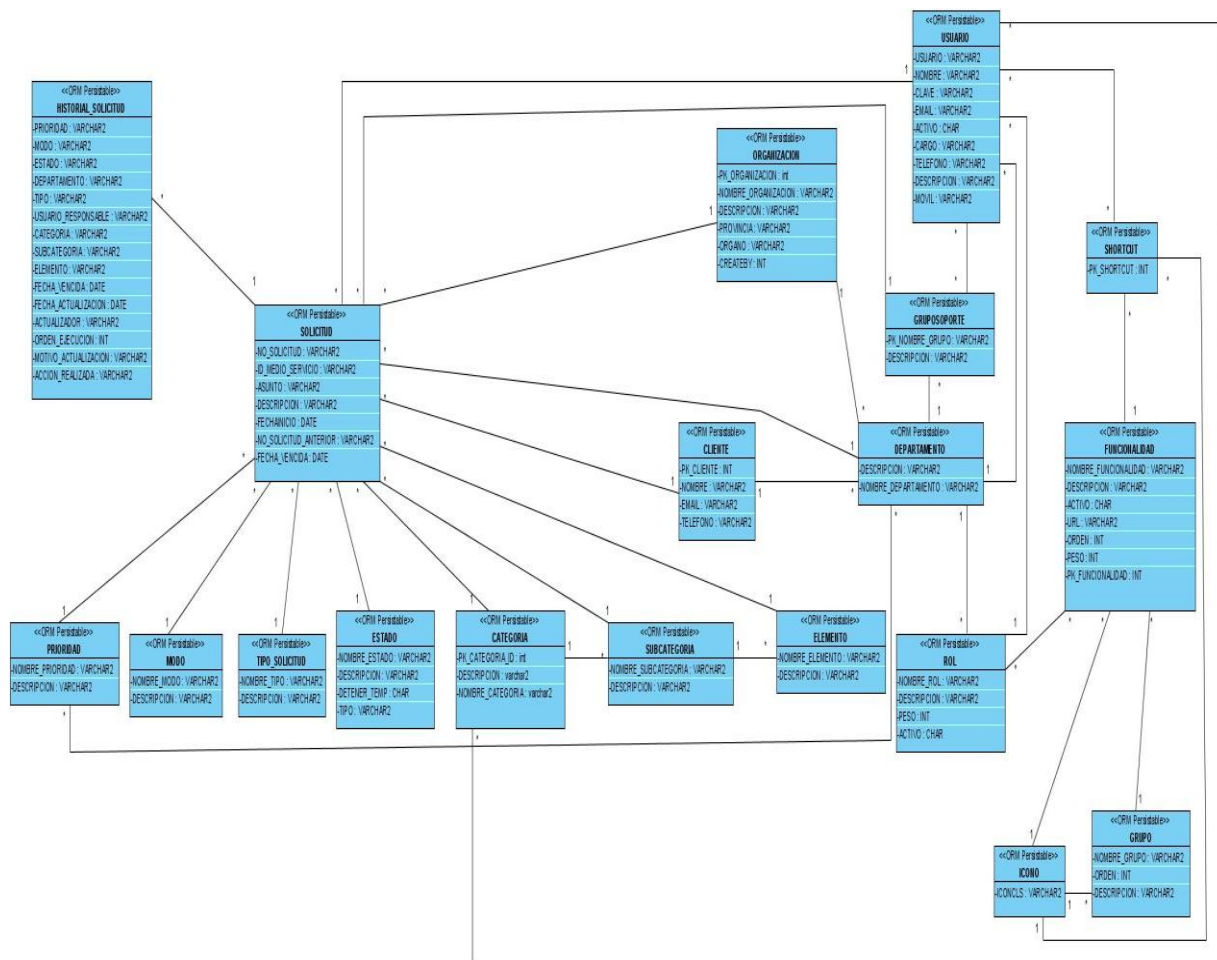 <<ORM Persistable>>
USUARIO
-USUARIO : VARCHAR2
-NOMBRE : VARCHAR2
-CLAVE : VARCHAR2
-EMAIL : VARCHAR2
-ACTIVO : CHAR
-CARGO : VARCHAR2
-TELEFONO : VARCHAR2
-DESCRIPCION : VARCHAR2
-MOVIL : VARCHAR2
<<ORM Persistable>>
HISTORIAL_SOLICITUD
-PRIORIDAD : VARCHAR2
-MODO : VARCHAR2
-ESTADO : VARCHAR2
-DEPARTAMENTO : VARCHAR2
-TIPO : VARCHAR2
-USUARIO_RESPONSABLE : VARCHAR2
-CATEGORIA : VARCHAR2
-SUBCATEGORIA : VARCHAR2
-ELEMENTO : VARCHAR2
-FECHA_VENCIDA : DATE
-FECHA_ACTUALIZACION : DATE
-ACTUALIZADOR : VARCHAR2
-ORDEN_EJECUCION : INT
-MOTIVO_ACTUALIZACION : VARCHAR2
-ACCION_REALIZADA : VARCHAR2
<<ORM Persistable>>
ORGANIZACION
-PK_ORGANIZACION : int
-NOMBRE_ORGANIZACION : VARCHAR2
-DESCRIPCION : VARCHAR2
-PROVINCIA : VARCHAR2
-ORGANO : VARCHAR2
-CREATEBY : INT
<<ORM Persistable>>
SHORTCUT
-PK_SHORTCUT : INT
<<ORM Persistable>>
GRUPOSOPORTE
-PK_NOMBRE_GRUPO : VARCHAR2
-DESCRIPCION : VARCHAR2
<<ORM Persistable>>
SOLICITUD
-NO_SOLICITUD : VARCHAR2
-ID_MEDIO_SERVICIO : VARCHAR2
-ASUNTO : VARCHAR2
-DESCRIPCION : VARCHAR2
-FECHAINICIO : DATE
-NO_SOLICITUD_ANTERIOR : VARCHAR2
-FECHA_VENCIDA : DATE
<<ORM Persistable>>
CLIENTE
-PK_CLIENTE : INT
-NOMBRE : VARCHAR2
-EMAIL : VARCHAR2
-TELEFONO : VARCHAR2
<<ORM Persistable>>
DEPARTAMENTO
-DESCRIPCION : VARCHAR2
-NOMBRE_DEPARTAMENTO : VARCHAR2
<<ORM Persistable>>
FUNCIONALIDAD
-NOMBRE_FUNCIONALIDAD : VARCHAR2
-DESCRIPCION : VARCHAR2
-ACTIVO : CHAR
-URL : VARCHAR2
-ORDEN : INT
-PESO : INT
-PK_FUNCIONALIDAD : INT
<<ORM Persistable>>
PRIORIDAD
-NOMBRE_PRIORIDAD : VARCHAR2
-DESCRIPCION : VARCHAR2
<<ORM Persistable>>
MODO
-NOMBRE_MODO : VARCHAR2
-DESCRIPCION : VARCHAR2
<<ORM Persistable>>
TIPO_SOLICITUD
-NOMBRE_TIPO : VARCHAR2
-DESCRIPCION : VARCHAR2
<<ORM Persistable>>
ESTADO
-NOMBRE_ESTADO : VARCHAR2
-DESCRIPCION : VARCHAR2
-DETENER_TEMP : CHAR
-TIPO : VARCHAR2
<<ORM Persistable>>
CATEGORIA
-PK_CATEGORIA_ID : int
-DESCRIPCION : varchar2
-NOMBRE_CATEGORIA : varchar2
<<ORM Persistable>>
SUBCATEGORIA
-NOMBRE_SUBCATEGORIA : VARCHAR2
-DESCRIPCION : VARCHAR2
<<ORM Persistable>>
ELEMENTO
-NOMBRE_ELEMENTO : VARCHAR2
-DESCRIPCION : VARCHAR2
<<ORM Persistable>>
ROL
-NOMBRE_ROL : VARCHAR2
-DESCRIPCION : VARCHAR2
-PESO : INT
-ACTIVO : CHAR
<<ORM Persistable>>
ICONO
-ICONCLS : VARCHAR2
<<ORM Persistable>>
GRUPO
-NOMBRE_GRUPO : VARCHAR2
-ORDEN : INT
-DESCRIPCION : VARCHAR2